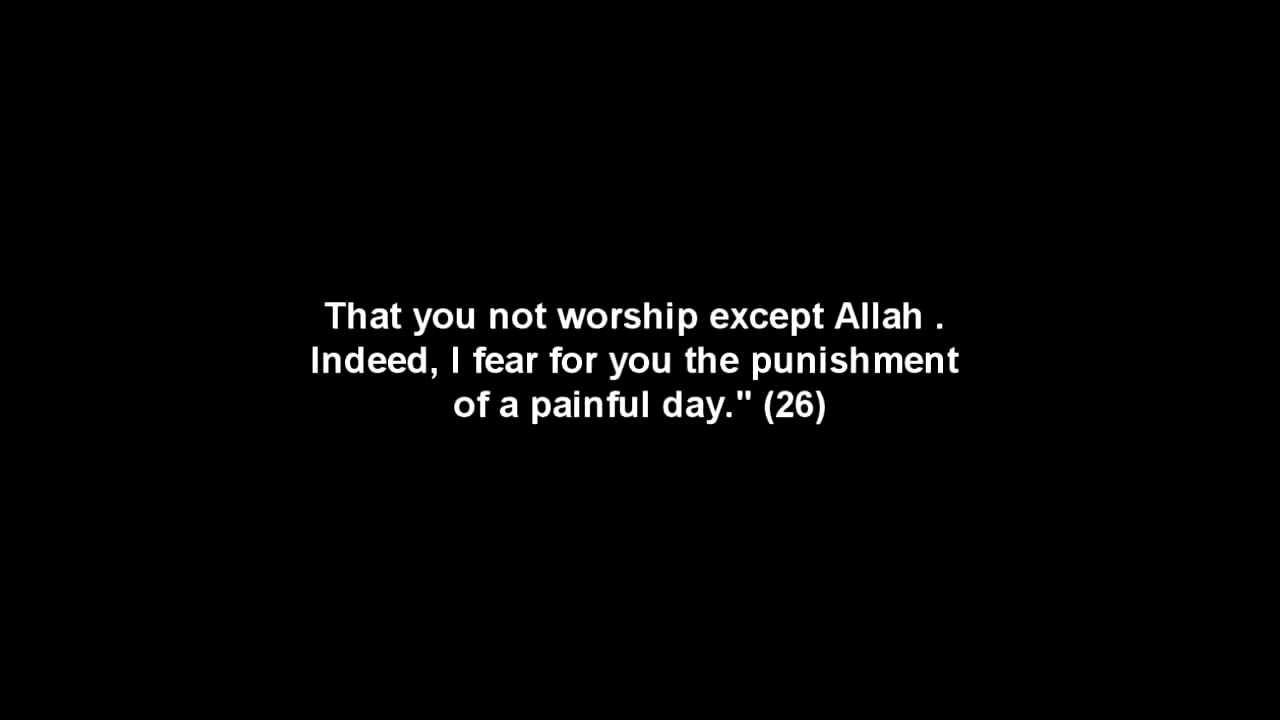 That you not worship except Allah .
Indeed, I fear for you the punishment
of a painful day." (26)